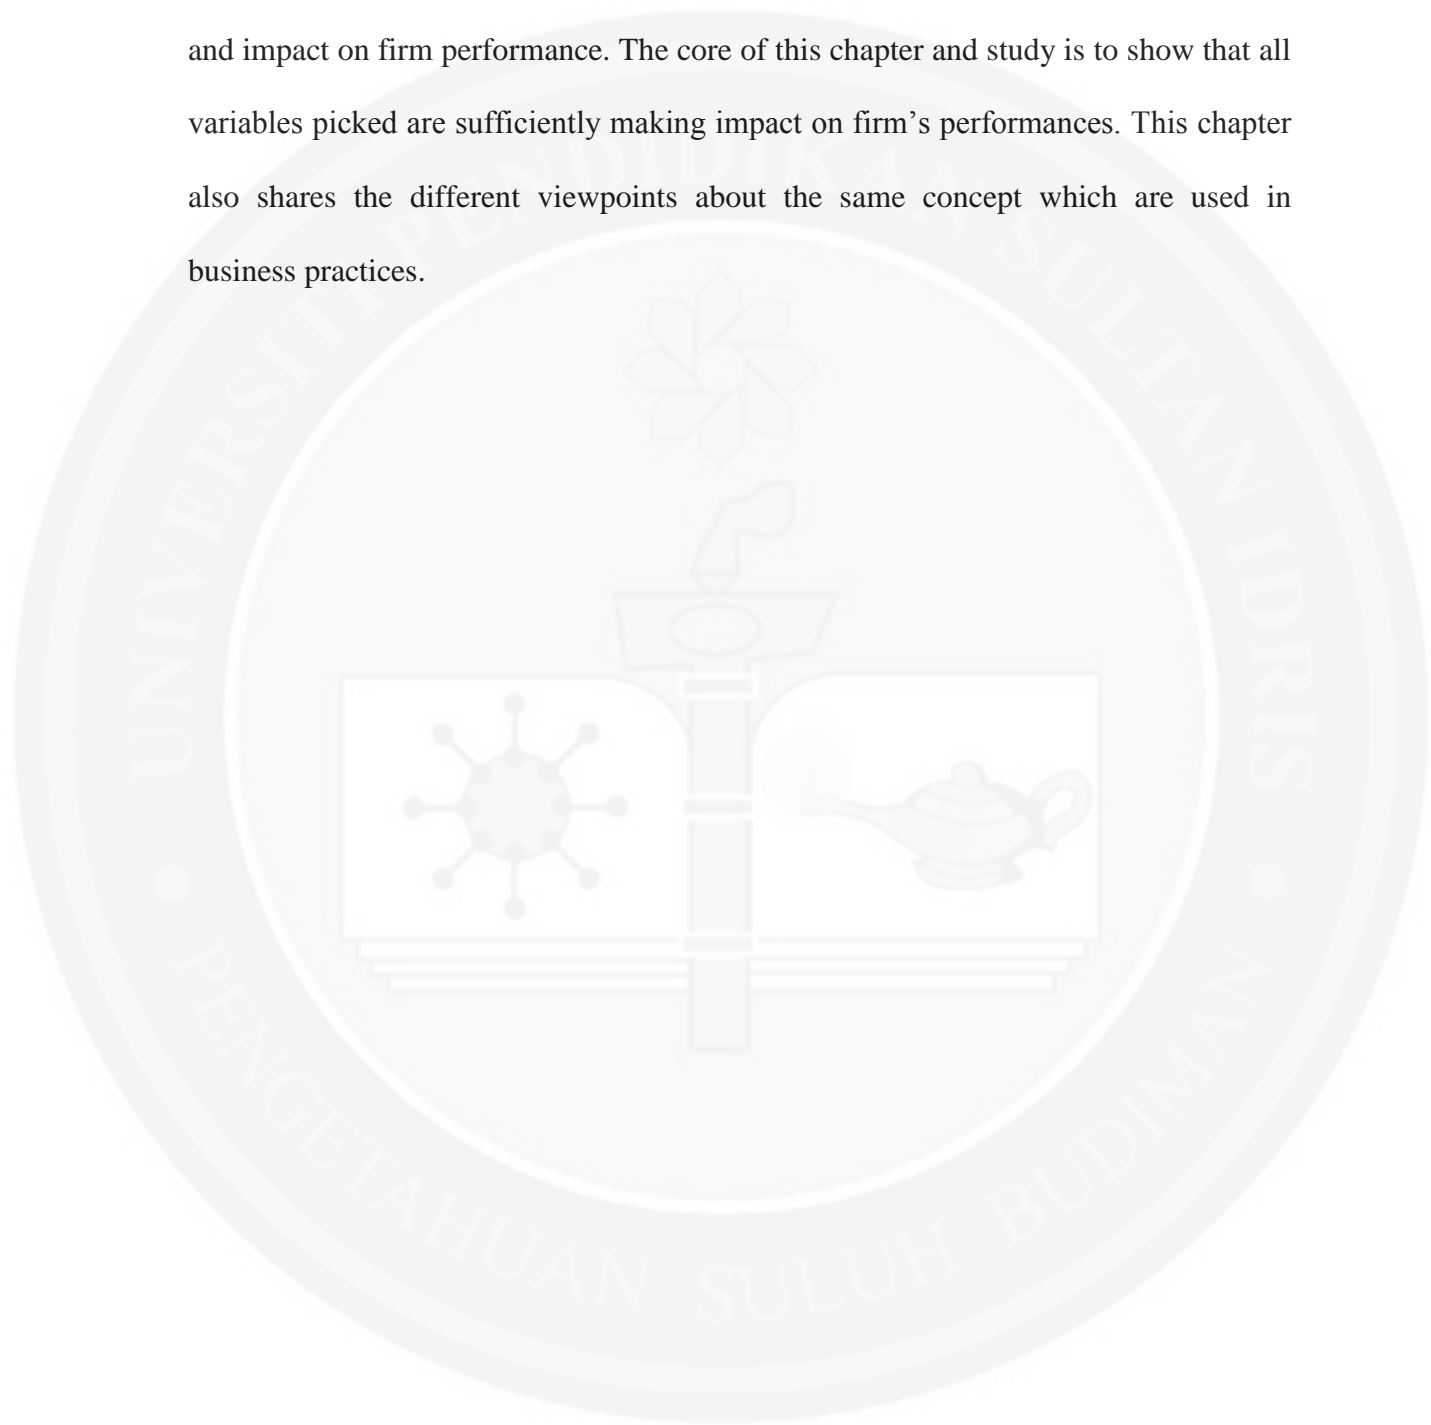 and impact on firm performance. The core of this chapter and study is to show that all
variables picked are sufficiently making impact on firm’s performances. This chapter
also shares the different viewpoints about the same concept which are used in
business practices.
UNIVERSITI PENDIDIKAN SULTAN IDRIS
PENGETAHUAN SULUH BUDIMAN